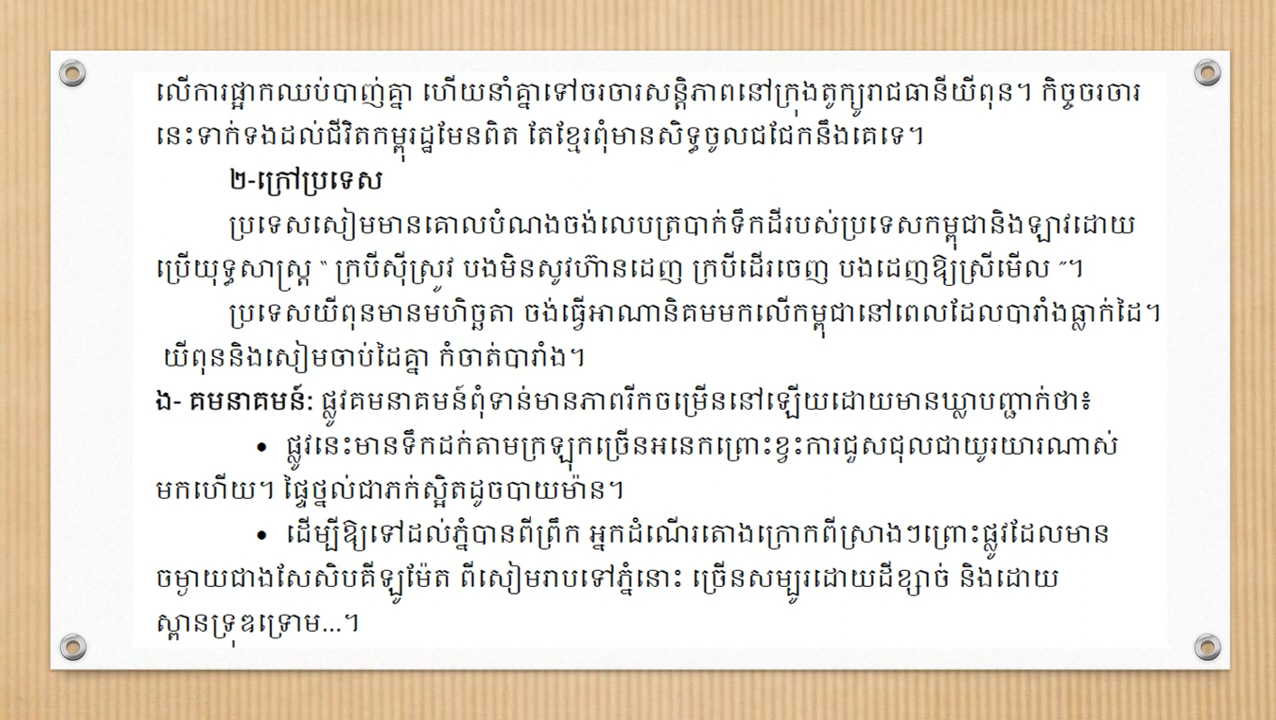 លើការផ្អាកឈប់បាញ់គ្នា ហើយនាំគ្នាទៅចរចារសន្តិភាពនៅក្រុងតូក្យូរាជធានីយីពុន។ កិច្ចចរចារ
នេះទាក់ទងដល់ជីវិតកម្ពុរដ្ឋមែនពិត តែខ្មែរពុំមានសិទ្ធចូលជជែកនឹងគេទេ។
២-ក្រៅប្រទេស
ប្រទេសសៀមមានគោលបំណងចង់លេបត្របាក់ទឹកដីរបស់ប្រទេសកម្ពុជានិងឡាវដោយ
ប្រើយុទ្ធសាស្ត្រ “ ក្របីស៊ីស្រូវ បងមិនសូវហ៊ានដេញ ក្របីដើរចេញ បងដេញឱ្យស្រីមើល ”។
ប្រទេសយីពុនមានមហិច្ឆតា ចង់ធ្វើអាណានិគមមកលើកម្ពុជានៅពេលដែលបារាំងធ្លាក់ដៃ។
យីពុននិងសៀមចាប់ដៃគ្នា កំចាត់បារាំង។
ង- គមនាគមន៍: ផ្លូវគមនាគមន៍ពុំទាន់មានភាពរីកចម្រើននៅឡើយដោយមានឃ្លាបញ្ជាក់ថា៖
• ផ្លូវនេះមានទឹកដក់តាមក្រឡុកច្រើនអនេកព្រោះខ្វះការជួសជុលជាយូរយារណាស់
មកហើយ។ ផ្ទៃថ្នល់ជាភក់ស្អិតដូចបាយម៉ាន។
• ដើម្បីឱ្យទៅដល់ភ្នំបានពីព្រឹក អ្នកដំណើរតោងក្រោកពីស្រាងៗព្រោះផ្លូវដែលមាន
ចម្ងាយជាងសែសិបគីឡូម៉ែត ពីសៀមរាបទៅភ្នំនោះ ច្រើនសម្បូរដោយដីខ្សាច់ និងដោយ
ស្ពានទ្រុឌទ្រោម...។